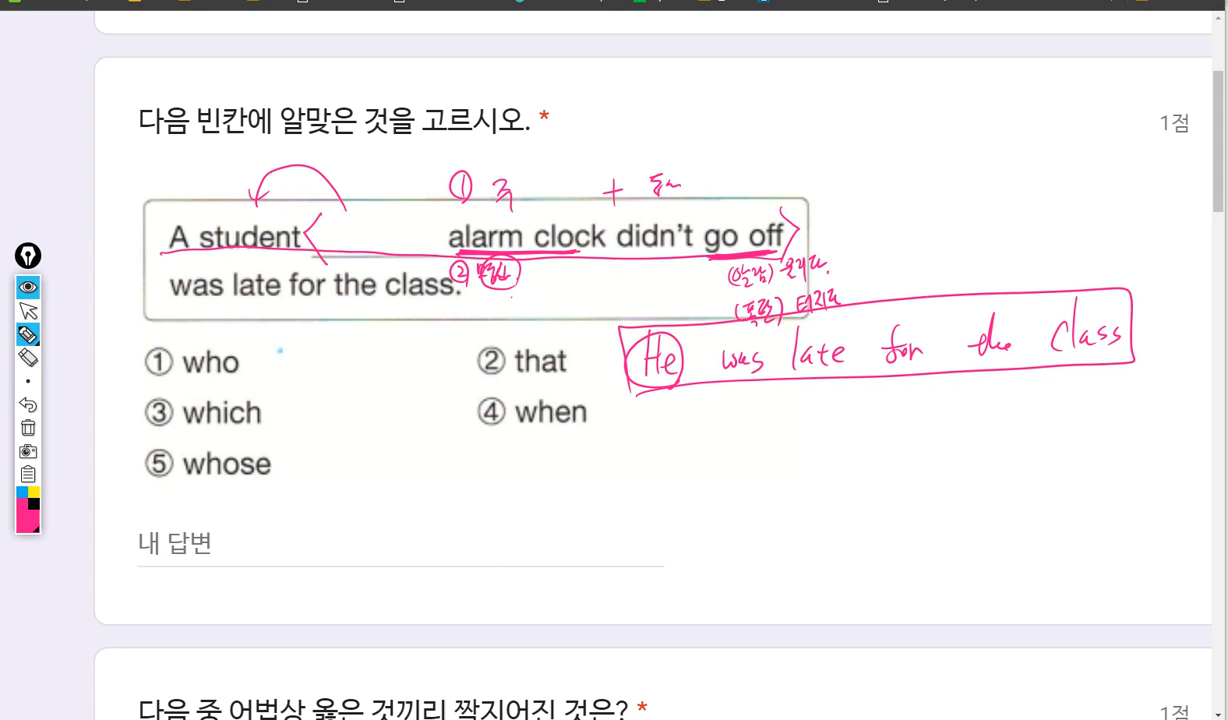 다음 빈칸에 알맞은 것을 고르시오. *
1점
① 주 + 동사
A student alarm clock didn't go off
was late for the class.
② 명사
(알람) 울리다.
(폭탄) 터지다
He was late for the class
① who
② that
③ which
④ when
⑤ whose
내 답변
다음 중 어법상 옳은 것끼리 짝지어진 것은? *
1점